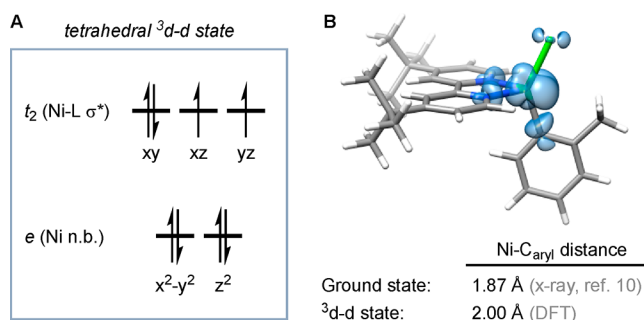 A
tetrahedral ³d-d state
t₂ (Ni-L σ*)
xy xz yz
e (Ni n.b.)
x²-y² z²
B
Ni-Cₐᵣyₗ distance
Ground state: 1.87 Å (x-ray, ref. 10)
³d-d state: 2.00 Å (DFT)